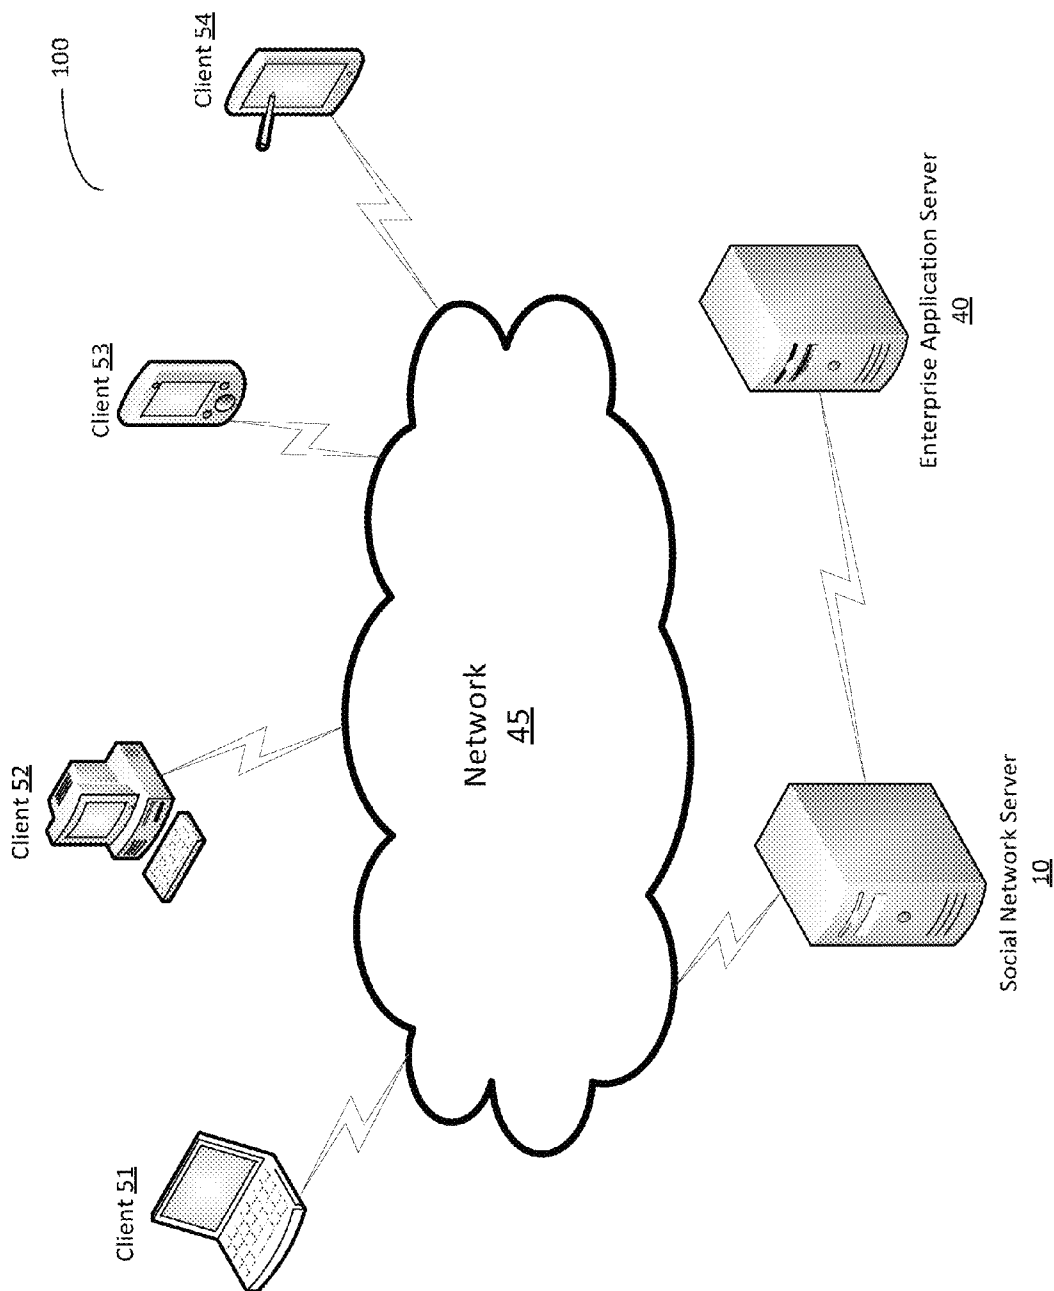 100
Client 51
Client 52
Client 53
Client 54
Network
45
Social Network Server
10
Enterprise Application Server
40